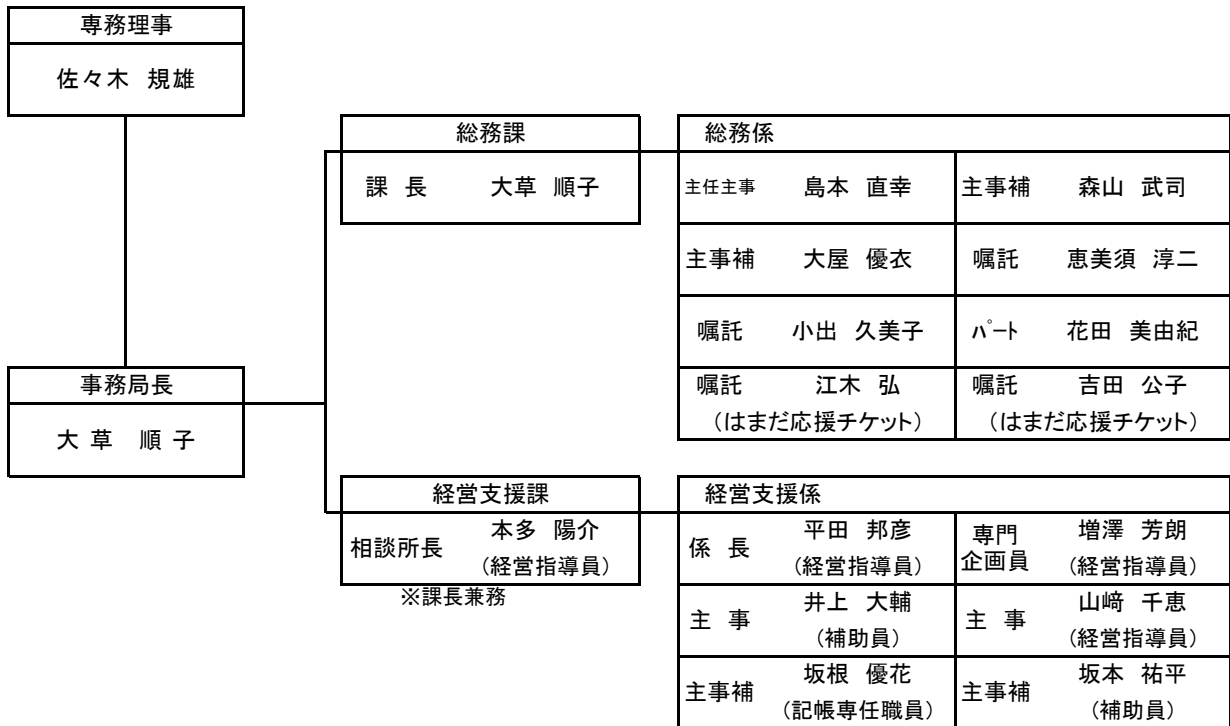 専務理事
佐々木 規雄
事務局長
大 草 順 子
総務課
課 長 大草 順子
総務係
主任主事 島本 直幸 主事補 森山 武司
主事補 大屋 優衣 嘱託 恵美須 淳二
嘱託 小出 久美子 パート 花田 美由紀
嘱託 江木 弘 嘱託 吉田 公子
(はまだ応援チケット) (はまだ応援チケット)
経営支援課
相談所長 本多 陽介
(経営指導員)
※課長兼務
経営支援係
係 長 平田 邦彦 専門企画員 増澤 芳朗
(経営指導員) (経営指導員)
主 事 井上 大輔 主 事 山﨑 千恵
(補助員) (経営指導員)
主事補 坂根 優花 主事補 坂本 祐平
(記帳専任職員) (補助員)